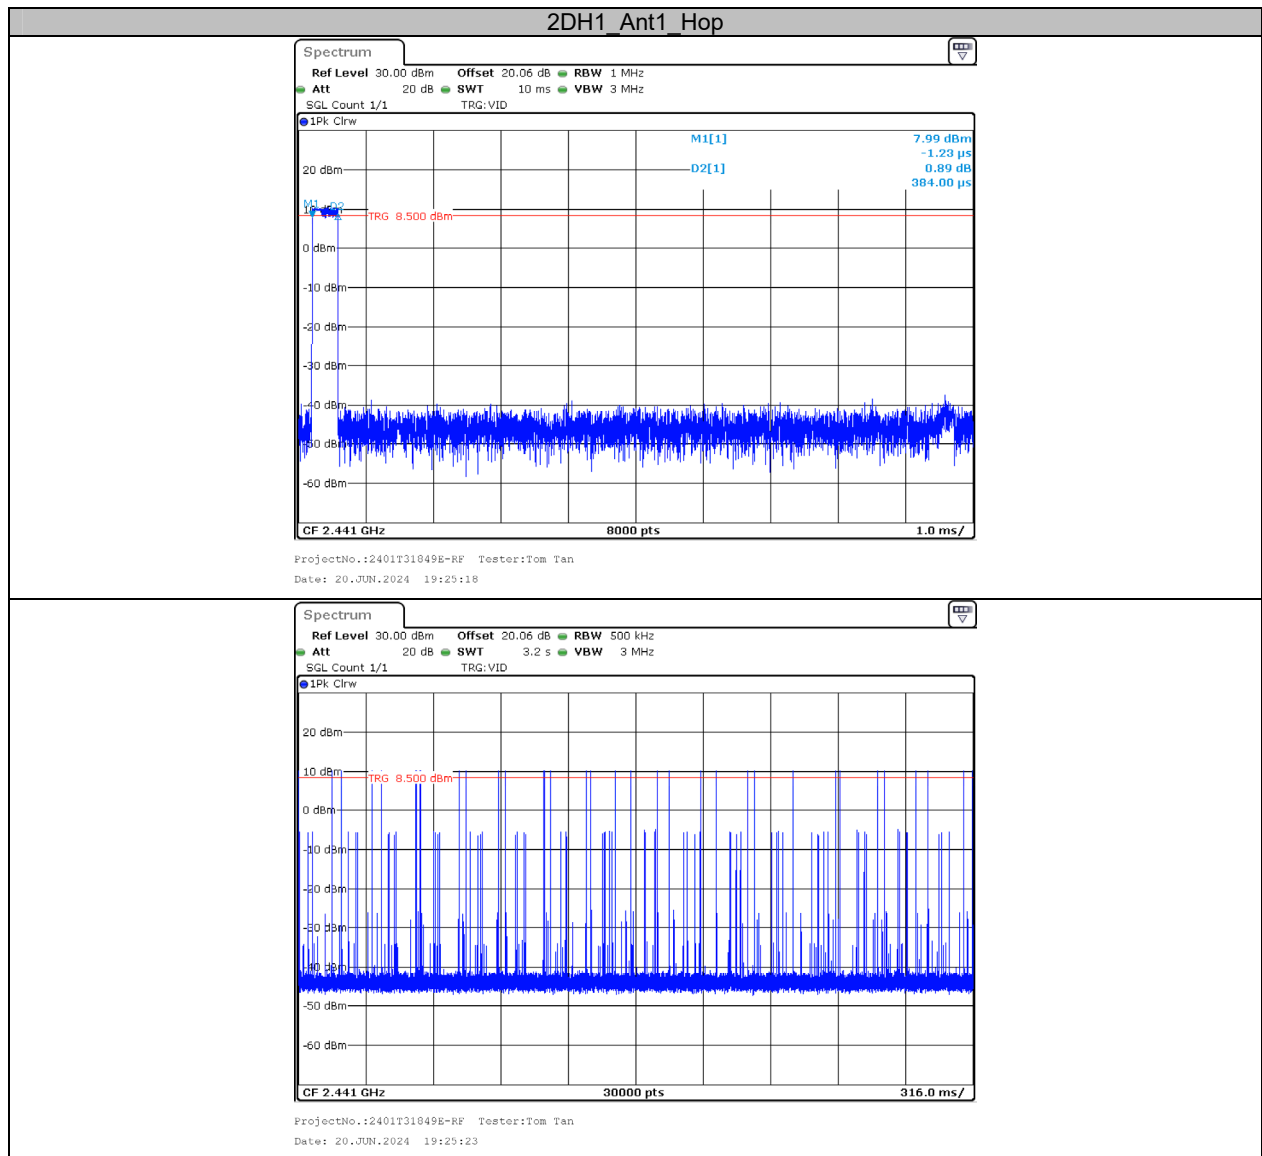 2DH1_Ant1_Hop
Spectrum
Ref Level 30.00 dBm Offset 20.06 dB RBW 1 MHz
Att 20 dB SWT 10 ms VBW 3 MHz
SGL Count 1/1 TRG:VID
1Pk Clrw
M1[1] 7.99 dBm
-1.23 µs
20 dBm D2[1] 0.89 dB
384.00 µs
M1 D2
10 dBm
TRG 8.500 dBm
0 dBm
-10 dBm
-20 dBm
-30 dBm
-40 dBm
-50 dBm
-60 dBm
CF 2.441 GHz 8000 pts 1.0 ms/
ProjectNo.:2401T31849E-RF Tester:Tom Tan
Date: 20.JUN.2024 19:25:18
Spectrum
Ref Level 30.00 dBm Offset 20.06 dB RBW 500 kHz
Att 20 dB SWT 3.2 s VBW 3 MHz
SGL Count 1/1 TRG:VID
1Pk Clrw
20 dBm
10 dBm
TRG 8.500 dBm
0 dBm
-10 dBm
-20 dBm
-30 dBm
-40 dBm
-50 dBm
-60 dBm
CF 2.441 GHz 30000 pts 316.0 ms/
ProjectNo.:2401T31849E-RF Tester:Tom Tan
Date: 20.JUN.2024 19:25:23